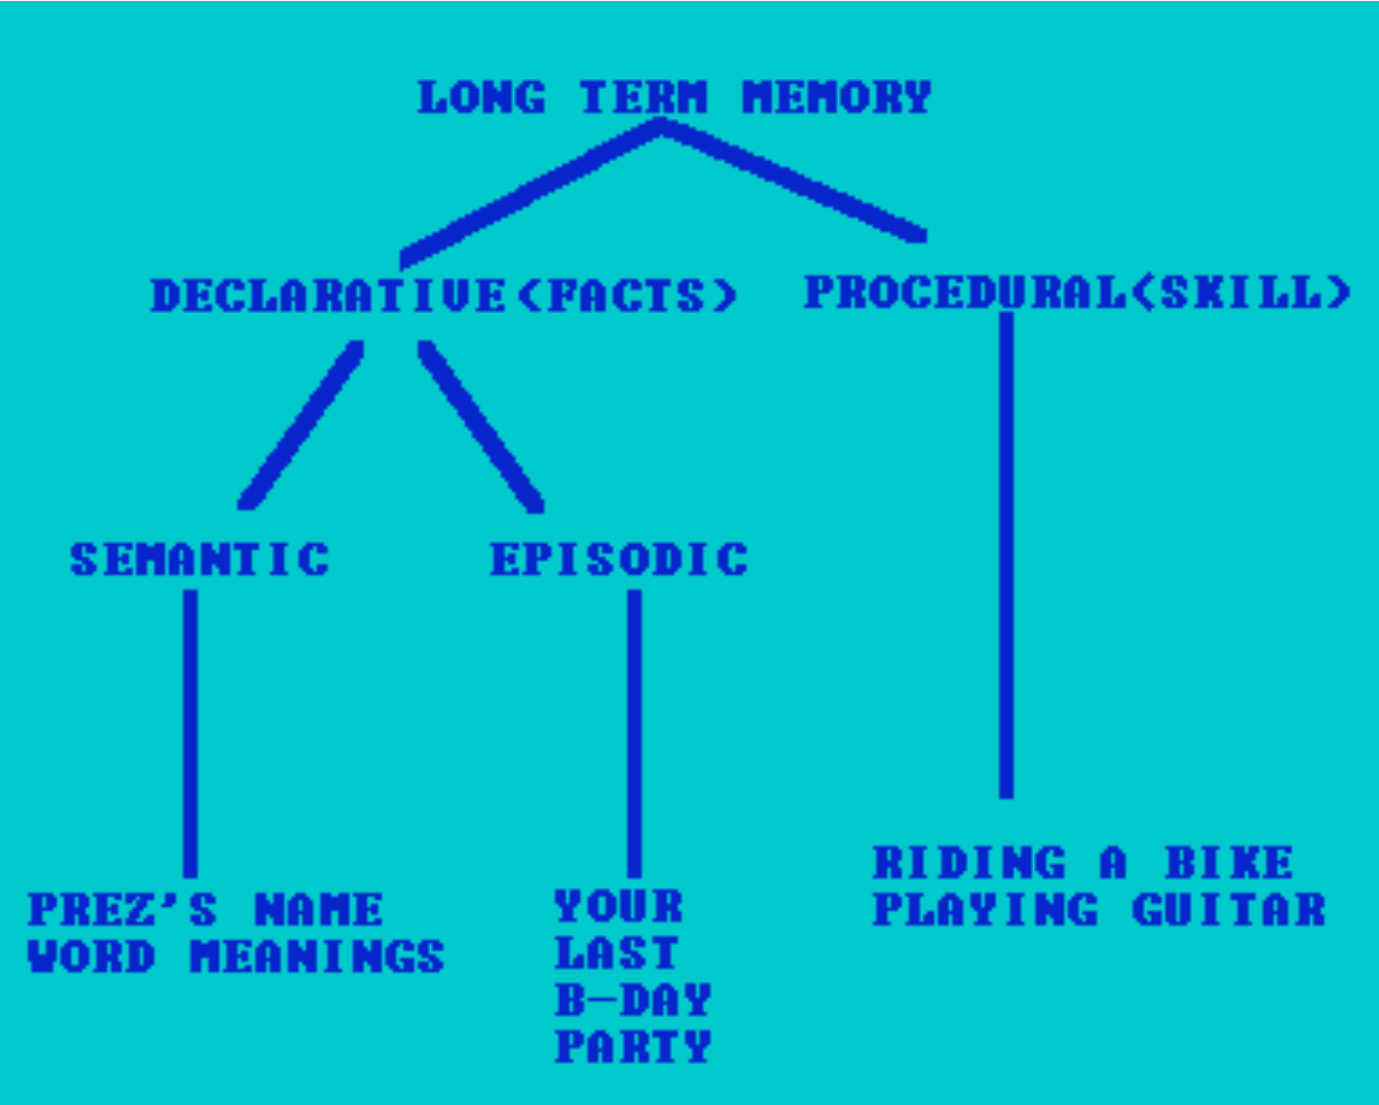 LONG TERM MEMORY
DECLARATIVE(FACTS)
PROCEDURAL(SKILL)
SEMANTIC
EPISODIC
PREZ'S NAME
WORD MEANINGS
YOUR
LAST
B-DAY
PARTY
RIDING A BIKE
PLAYING GUITAR